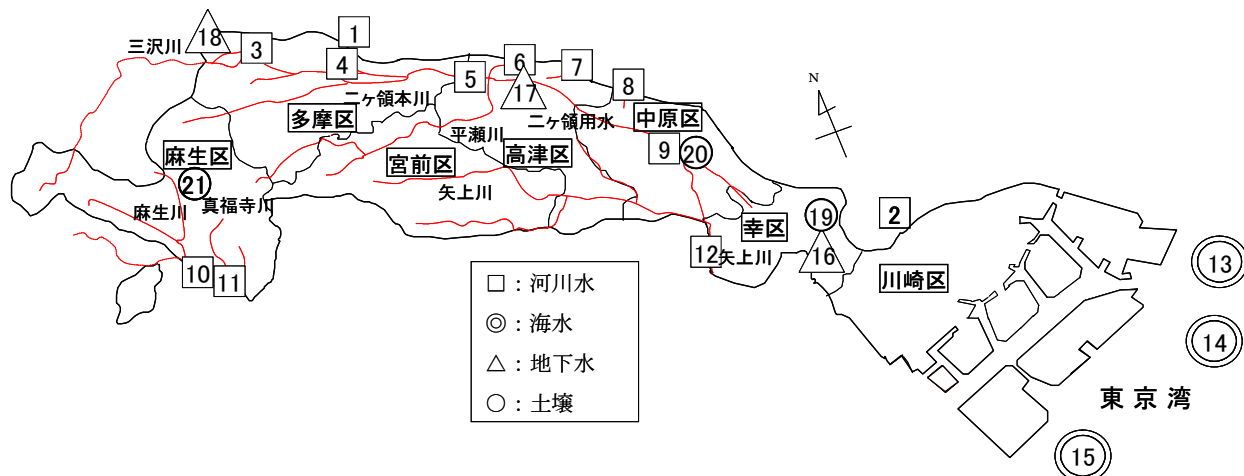 18
三沢川
3
1
4
6
7
5
17
8
二ヶ領本川
多摩区
二ヶ領用水
中原区
平瀬川
9
20
麻生区
宮前区
高津区
21
矢上川
麻生川
真福寺川
19
2
幸区
10
11
12
矢上川
16
川崎区
N
13
14
15
東京湾
□：河川水
◎：海水
△：地下水
○：土壌